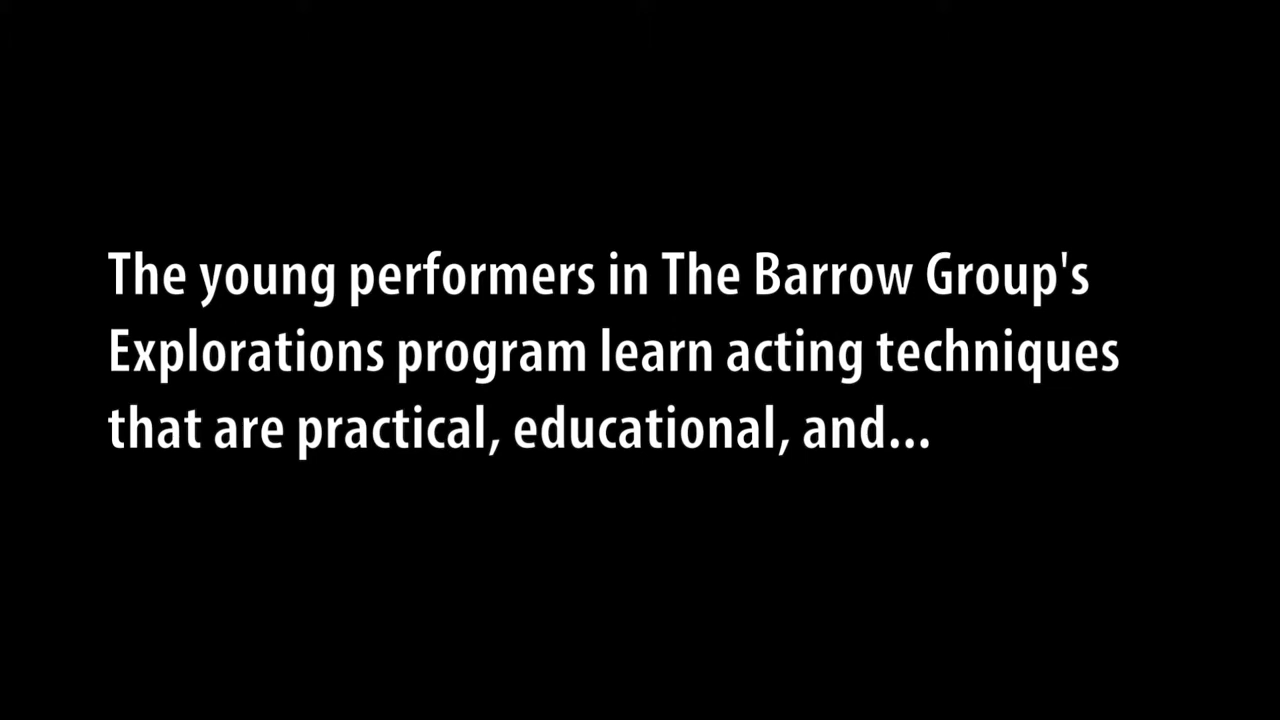 The young performers in The Barrow Group's
Explorations program learn acting techniques
that are practical, educational, and...